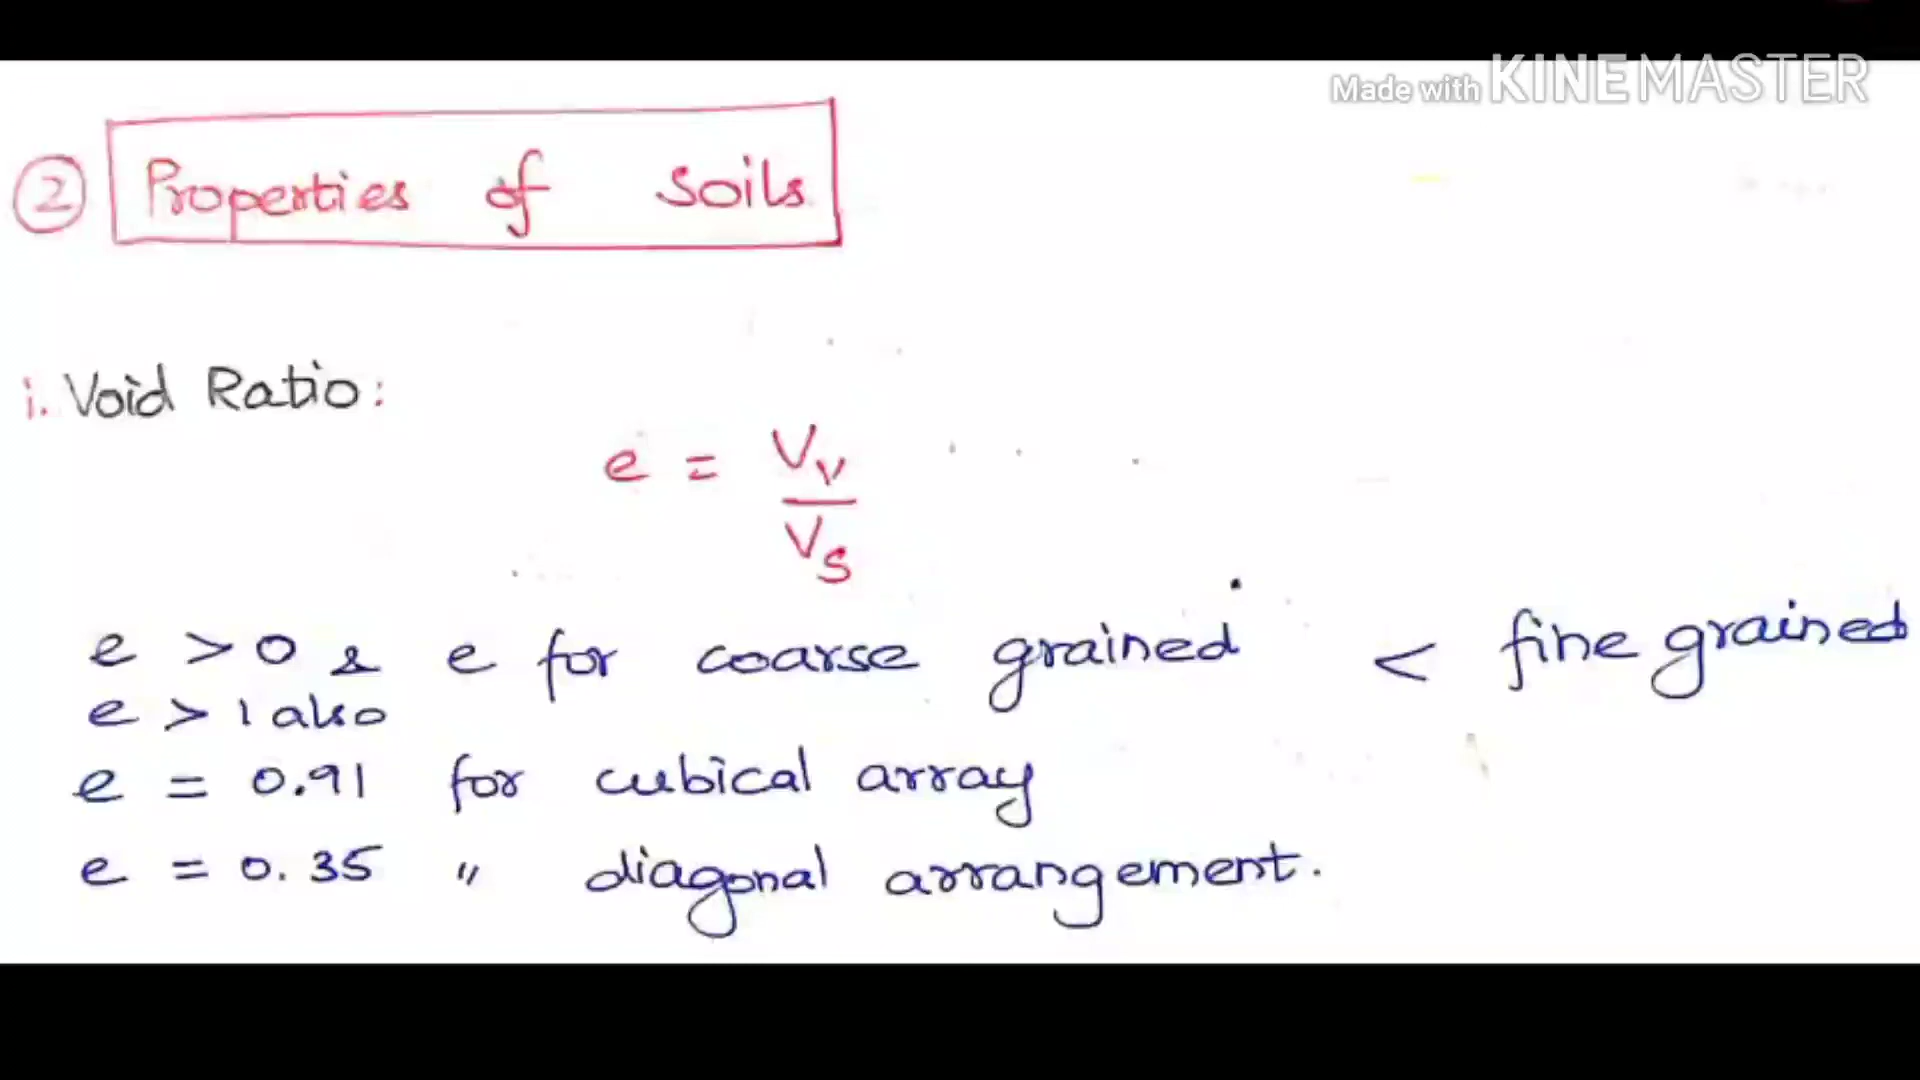 Made with KINEMASTER
② Properties of Soils
i. Void Ratio:
e = Vv
Vs
e > 0 & e for coarse grained < fine grained
e > 1 also
e = 0.91 for cubical array
e = 0.35 " diagonal arrangement.